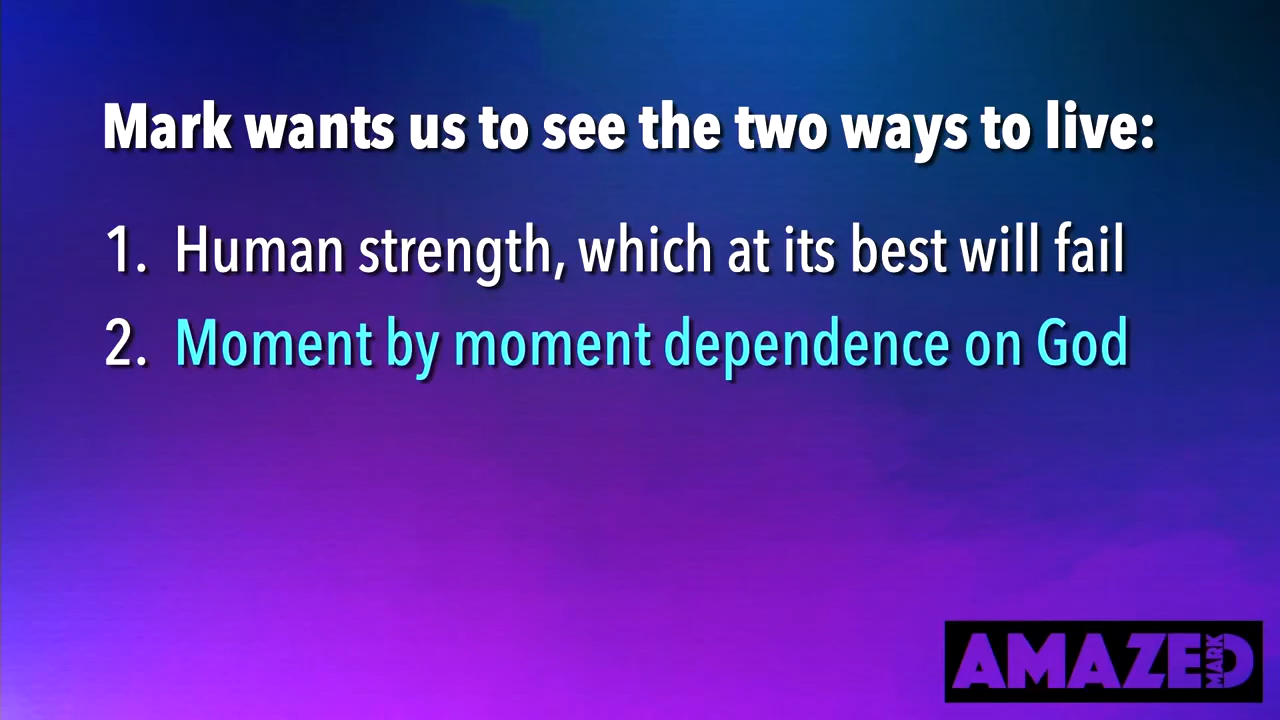 Mark wants us to see the two ways to live:
1. Human strength, which at its best will fail
2. Moment by moment dependence on God
AMAZED
MARK